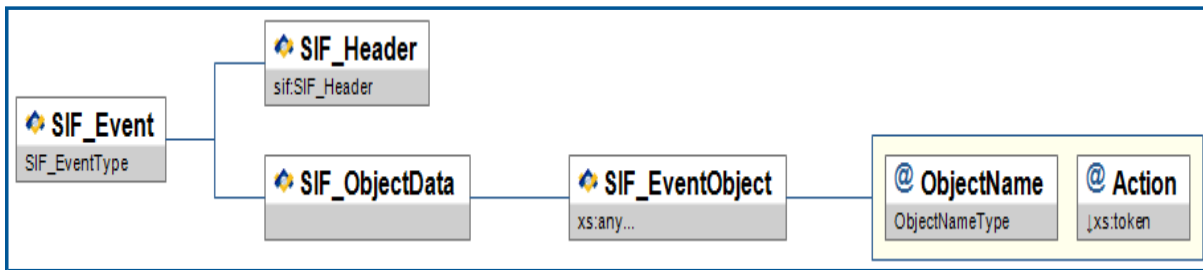 SIF_Header
sif:SIF_Header
SIF_Event
SIF_EventType
SIF_ObjectData
SIF_EventObject
xs:any...
@ ObjectName
ObjectNameType
@ Action
↓xs:token